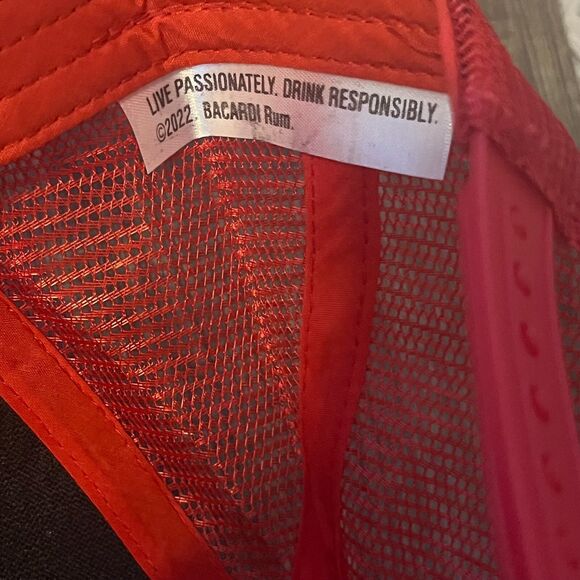 LIVE PASSIONATELY. DRINK RESPONSIBLY.
©2022. BACARDI Rum.